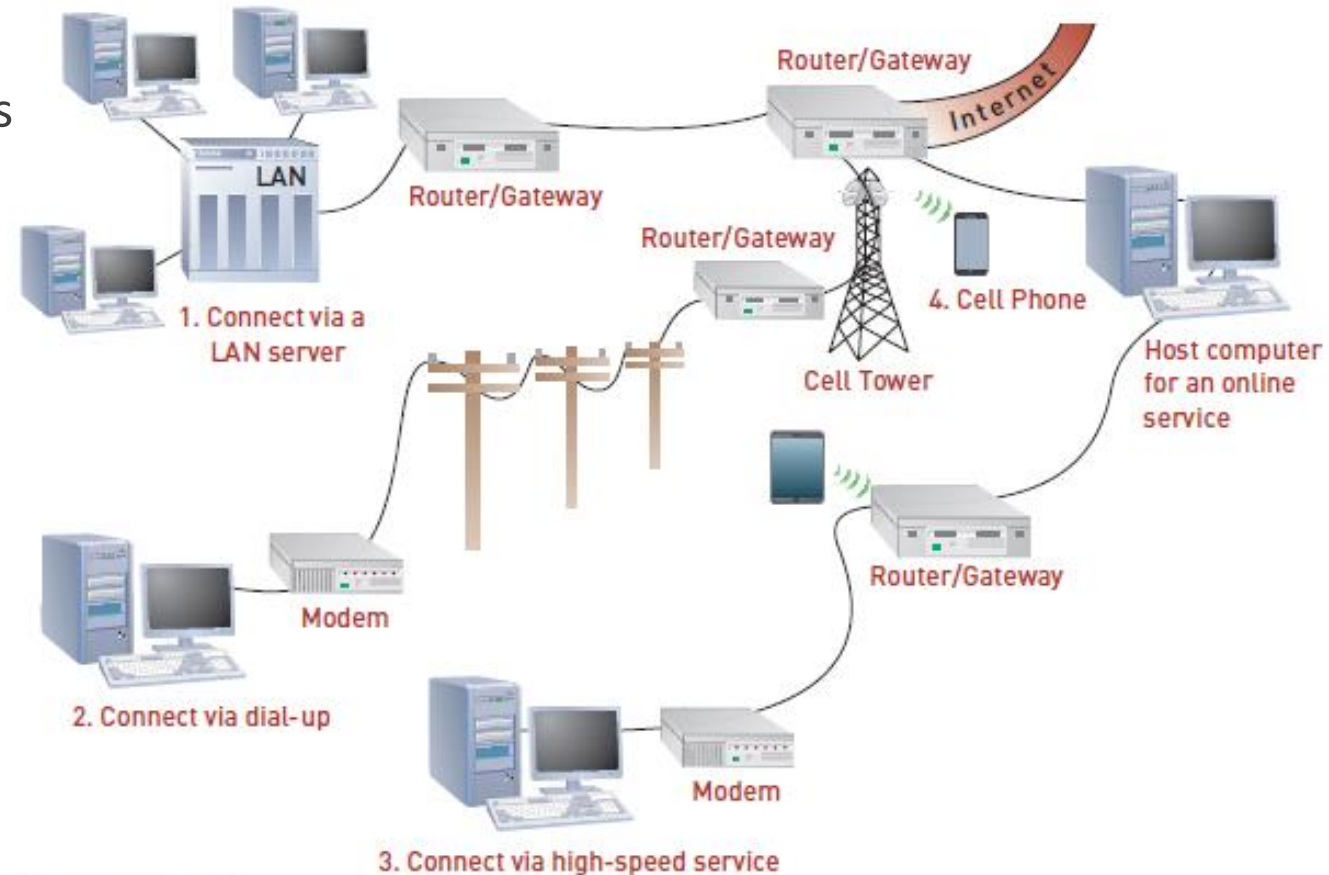 s
LAN
1. Connect via a
LAN server
Router/Gateway
Router/Gateway
Internet
Router/Gateway
Cell Tower
4. Cell Phone
Host computer
for an online
service
Modem
2. Connect via dial-up
Router/Gateway
Modem
3. Connect via high-speed service